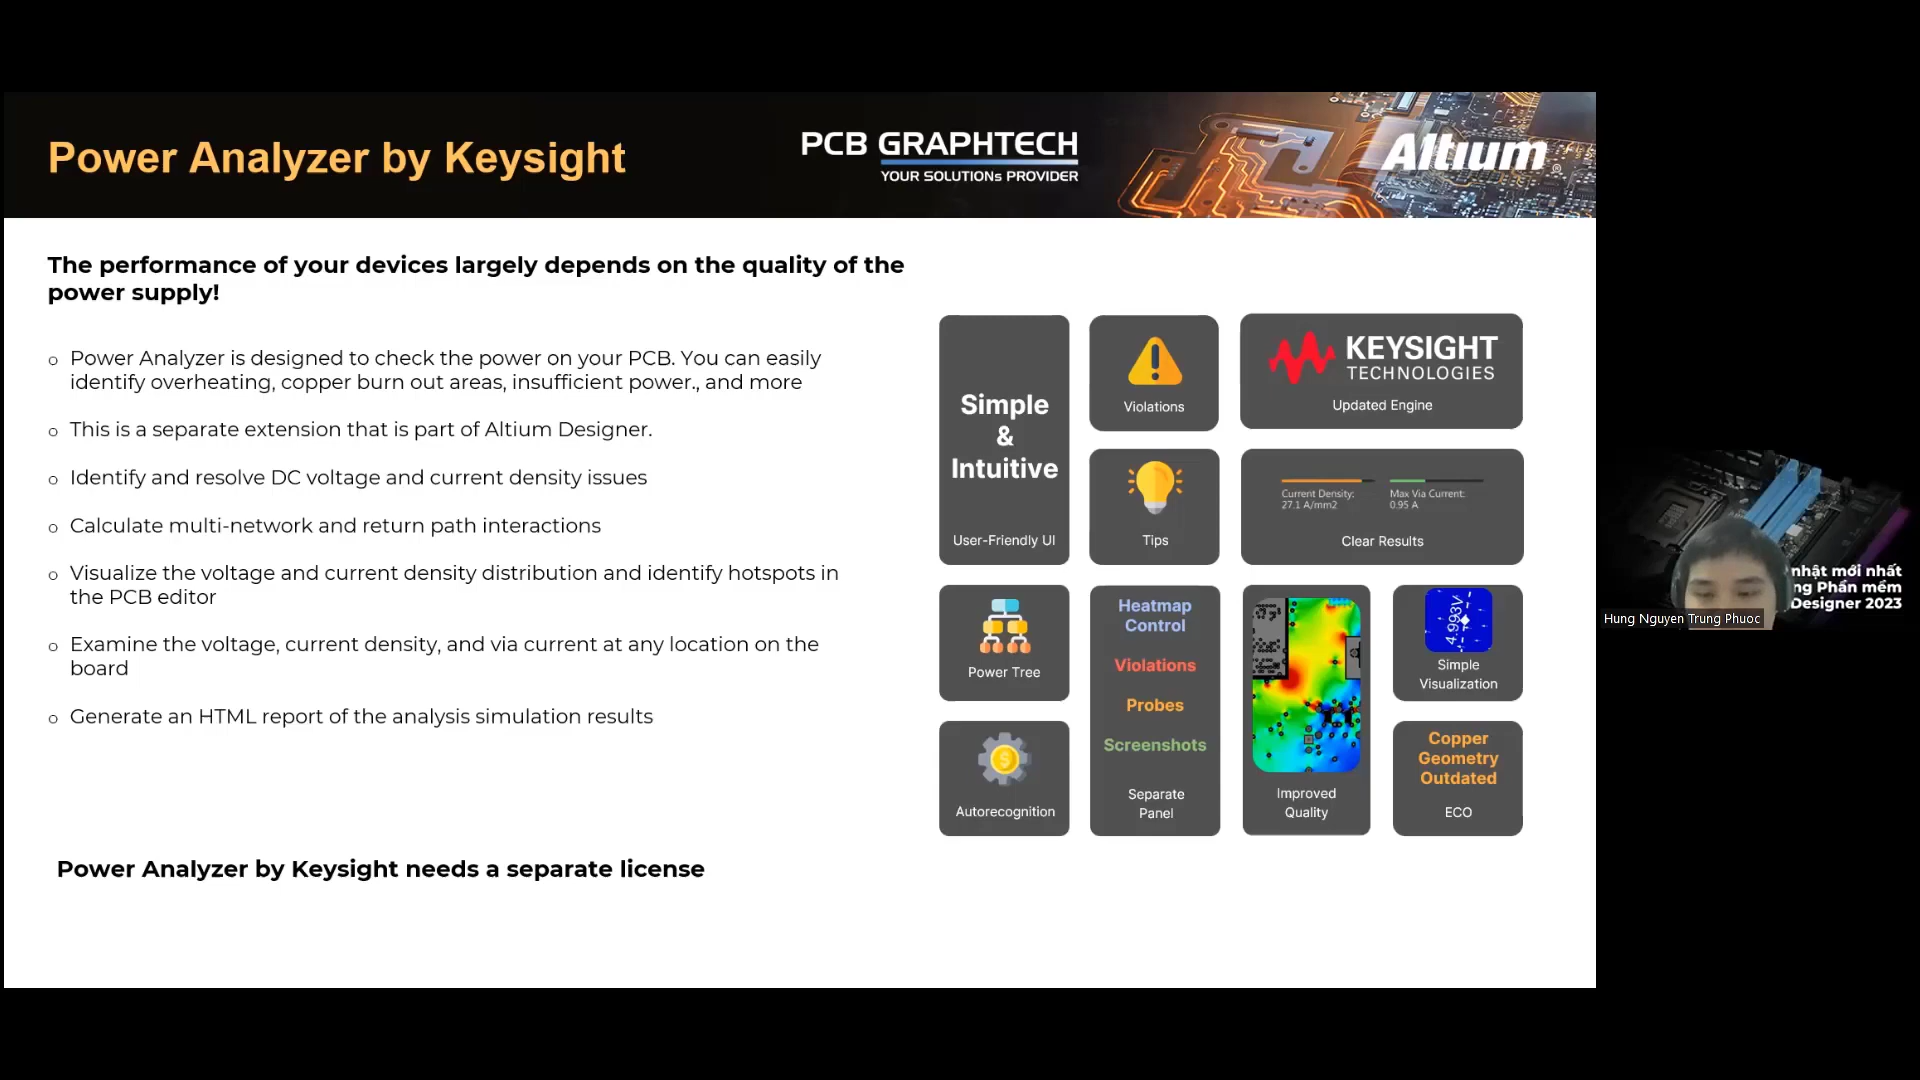 Power Analyzer by Keysight
PCB GRAPHTECH
YOUR SOLUTIONs PROVIDER
Altium
®
The performance of your devices largely depends on the quality of the
power supply!
o Power Analyzer is designed to check the power on your PCB. You can easily
identify overheating, copper burn out areas, insufficient power., and more
o This is a separate extension that is part of Altium Designer.
o Identify and resolve DC voltage and current density issues
o Calculate multi-network and return path interactions
o Visualize the voltage and current density distribution and identify hotspots in
the PCB editor
o Examine the voltage, current density, and via current at any location on the
board
o Generate an HTML report of the analysis simulation results
Power Analyzer by Keysight needs a separate license
Simple
&
Intuitive
User-Friendly UI
Violations
KEYSIGHT
TECHNOLOGIES
Updated Engine
Tips
Current Density:
27.1 A/mm2
Max Via Current:
0.95 A
Clear Results
Power Tree
Heatmap
Control
Violations
Probes
Screenshots
Separate
Panel
Improved
Quality
4.993V
Simple
Visualization
$
Autorecognition
Copper
Geometry
Outdated
ECO
nhật mới nhất
ng Phần mềm
Designer 2023
Hung Nguyen Trung Phuoc